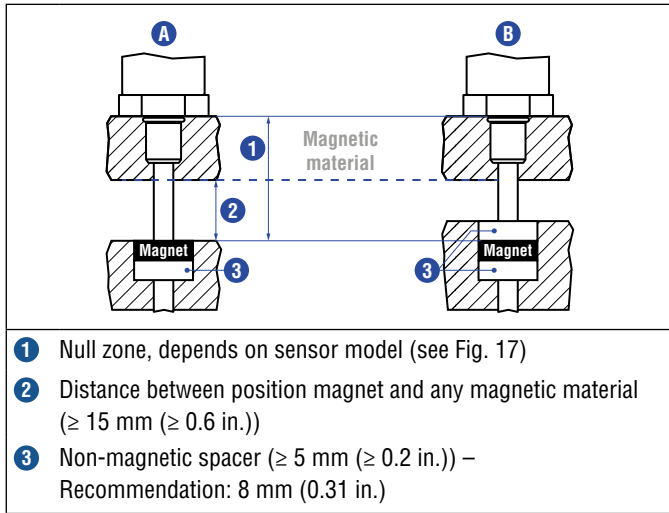 A
B
1
Magnetic
material
2
Magnet
Magnet
3
3
1 Null zone, depends on sensor model (see Fig. 17)
2 Distance between position magnet and any magnetic material
(≥ 15 mm (≥ 0.6 in.))
3 Non-magnetic spacer (≥ 5 mm (≥ 0.2 in.)) –
Recommendation: 8 mm (0.31 in.)